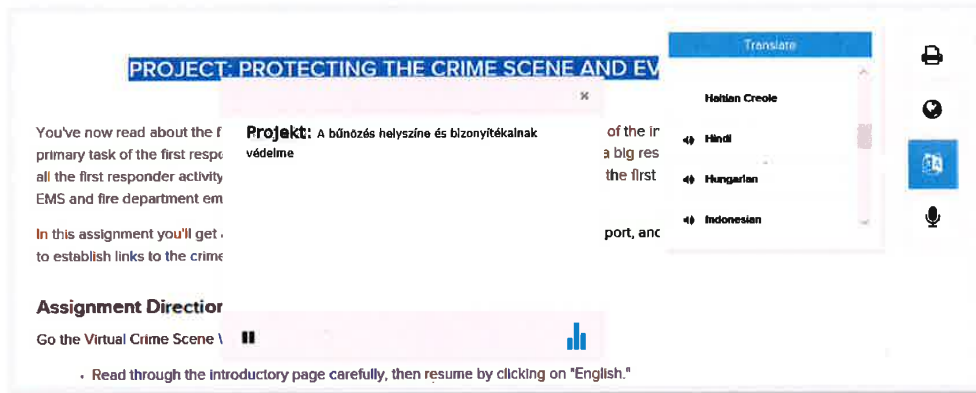 PROJECT: PROTECTING THE CRIME SCENE AND EV
You've now read about the f
primary task of the first respo
all the first responder activity
EMS and fire department em
In this assignment you'll get
to establish links to the crime
Assignment Direction
Go the Virtual Crime Scene
• Read through the introductory page carefully, then resume by clicking on "English."
×
Projekt: A bűnözés helyszíne és bizonyítékainak
védelme
of the ir
a big res
the first
port, and
Translate
Haitian Creole
Hindi
Hungarian
Indonesian